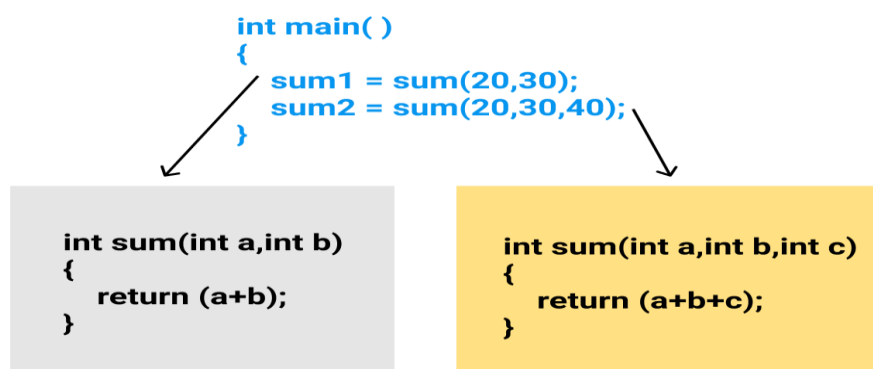 int main( )
{
sum1 = sum(20,30);
sum2 = sum(20,30,40);
}
int sum(int a,int b)
{
return (a+b);
}
int sum(int a,int b,int c)
{
return (a+b+c);
}